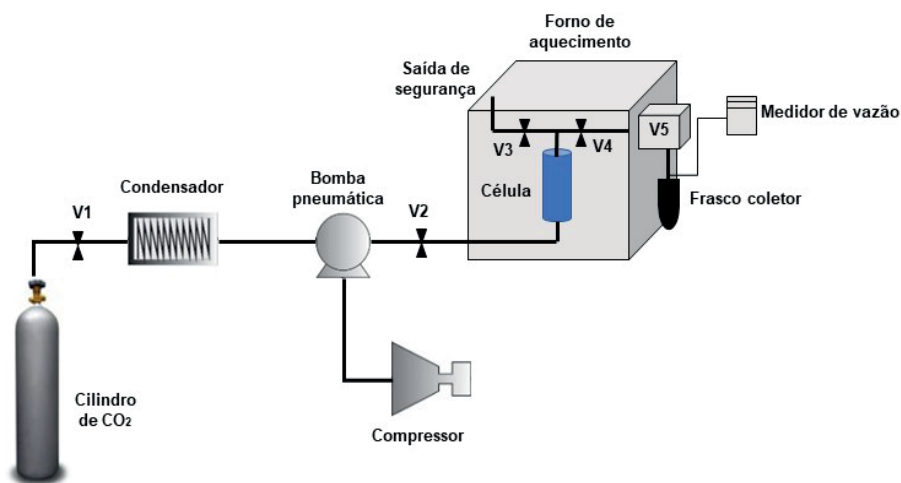 Forno de
aquecimento
Saída de
segurança
Medidor de vazão
V5
V3
V4
Célula
Frasco coletor
Bomba
pneumática
Condensador
V1
V2
Cilindro
de CO₂
Compressor